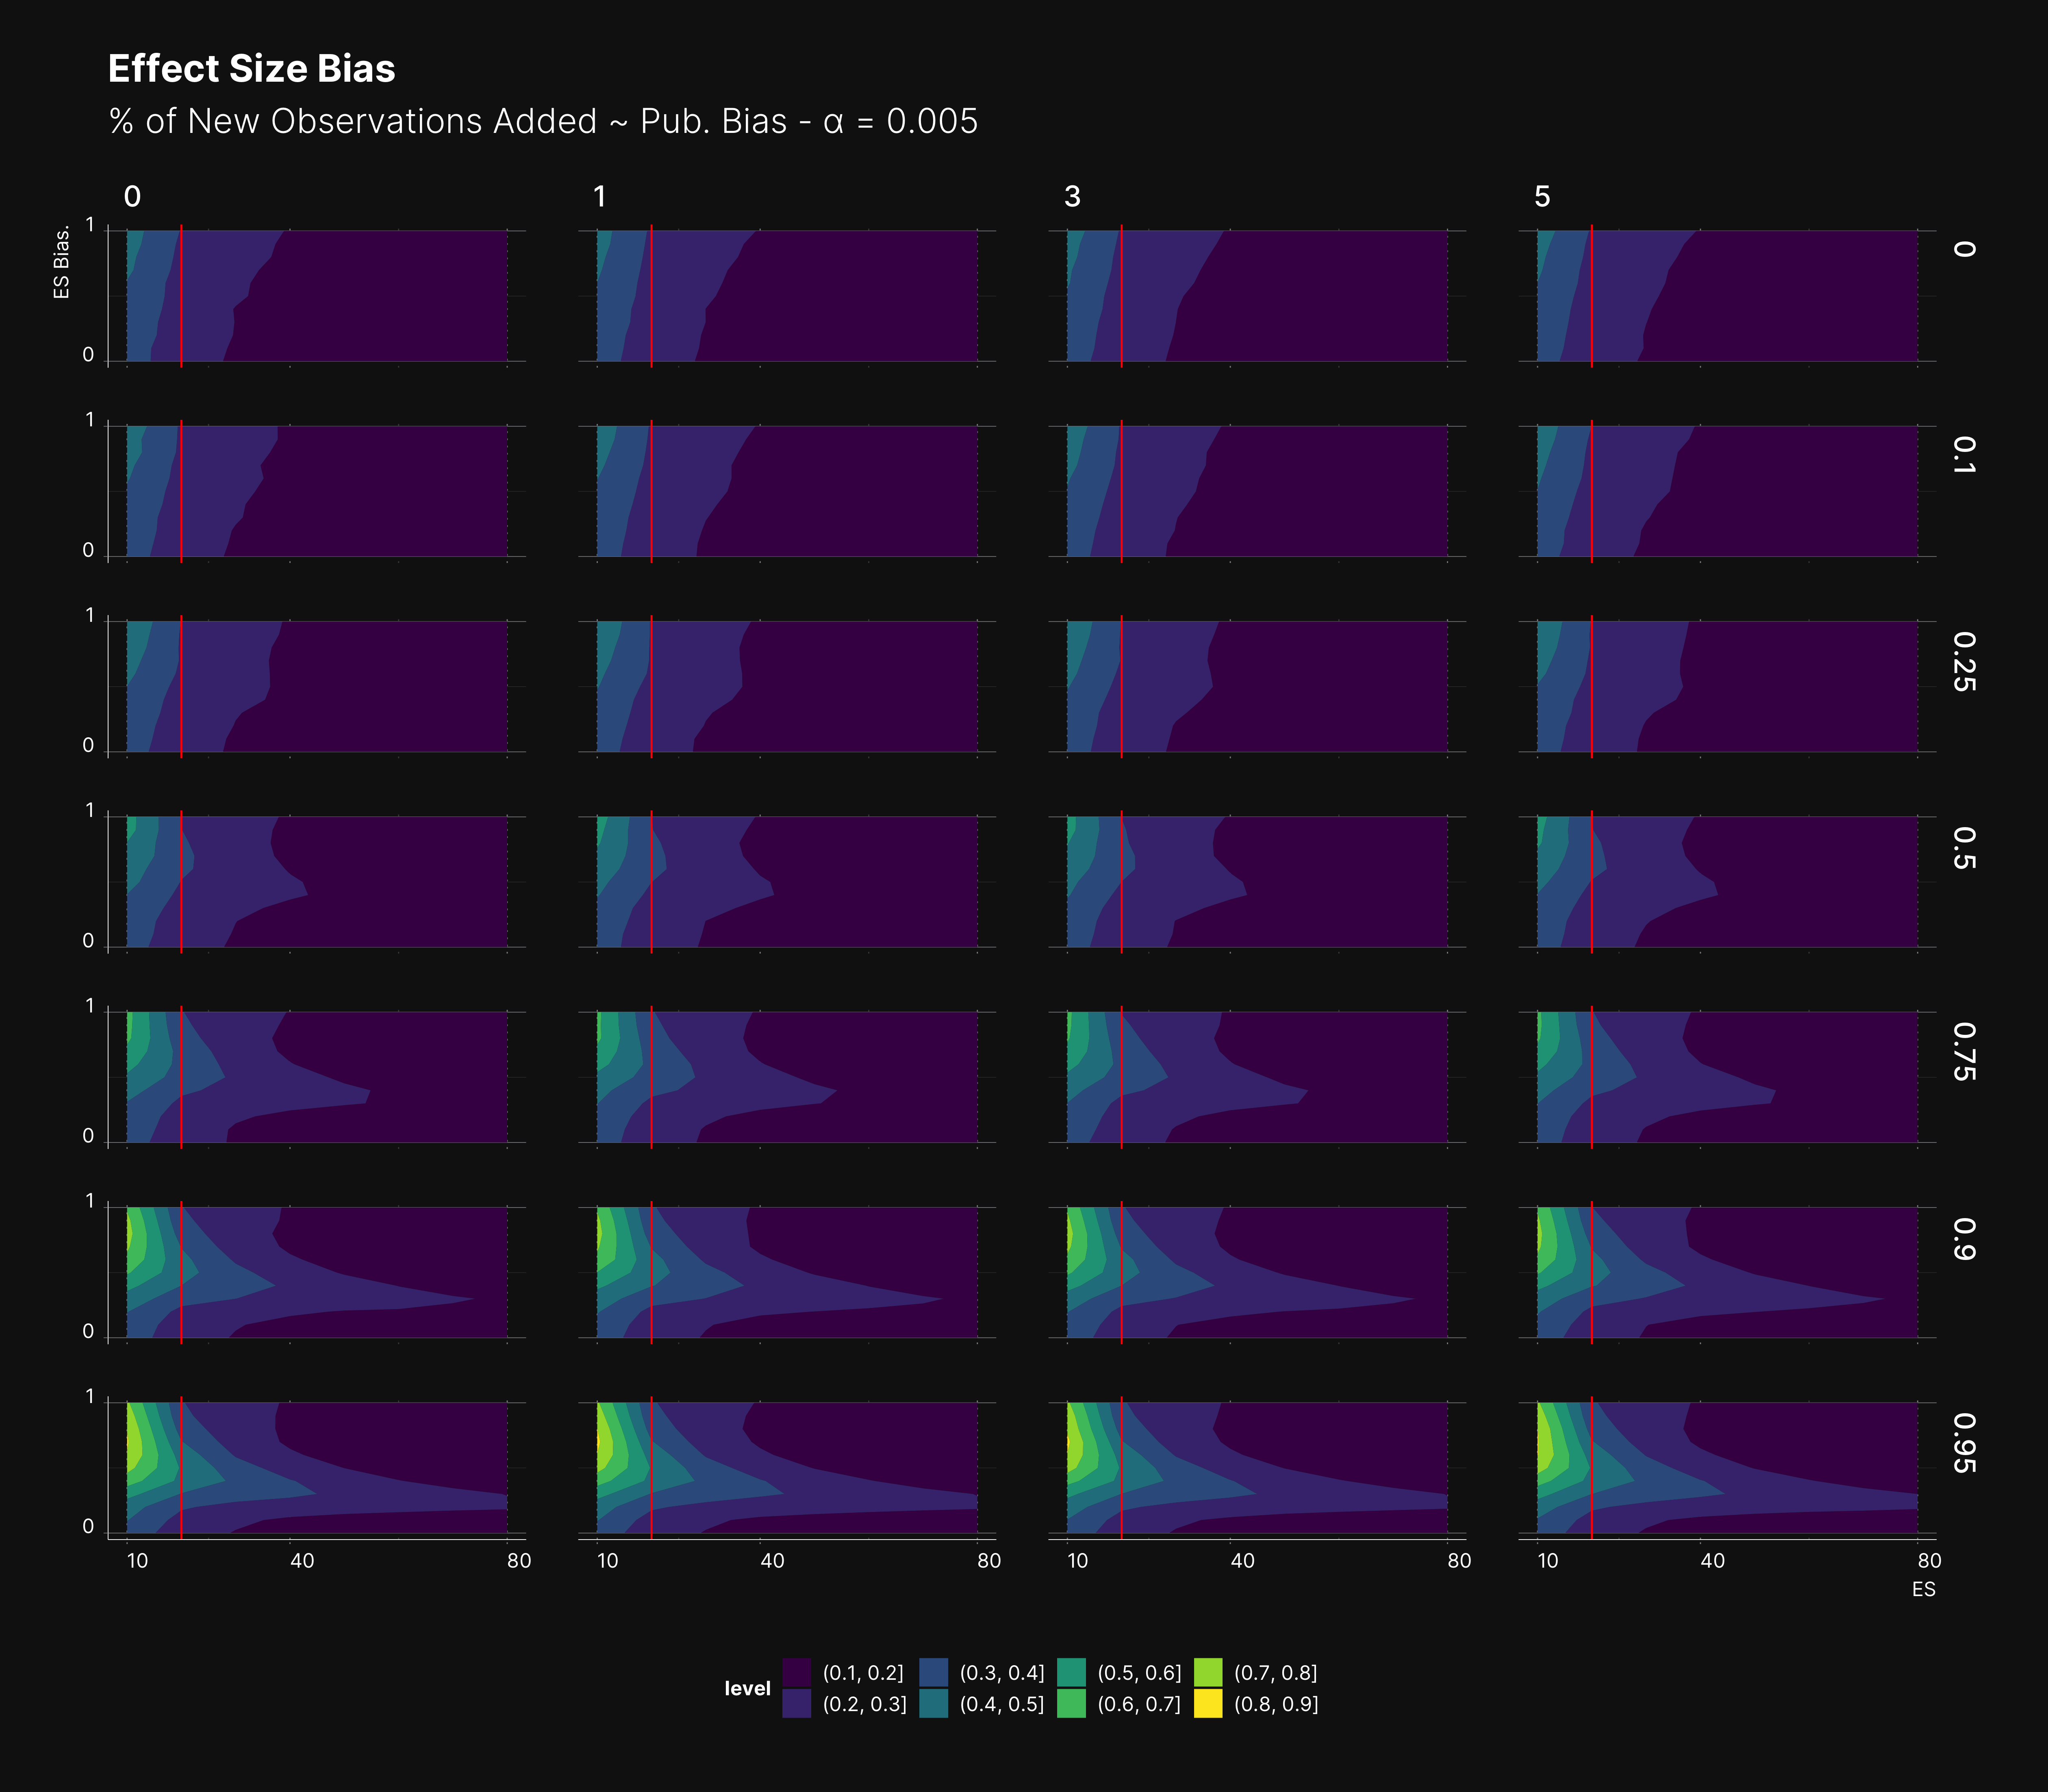 Effect Size Bias
% of New Observations Added ~ Pub. Bias - α = 0.005
0 1 3 5
ES Bias.
1
0
0
1
0
0.1
1
0
0.25
1
0
0.5
1
0
0.75
1
0
0.9
1
0
0.95
10 40 80 10 40 80 10 40 80 10 40 80
ES
level
(0.1, 0.2] (0.3, 0.4] (0.5, 0.6] (0.7, 0.8]
(0.2, 0.3] (0.4, 0.5] (0.6, 0.7] (0.8, 0.9]